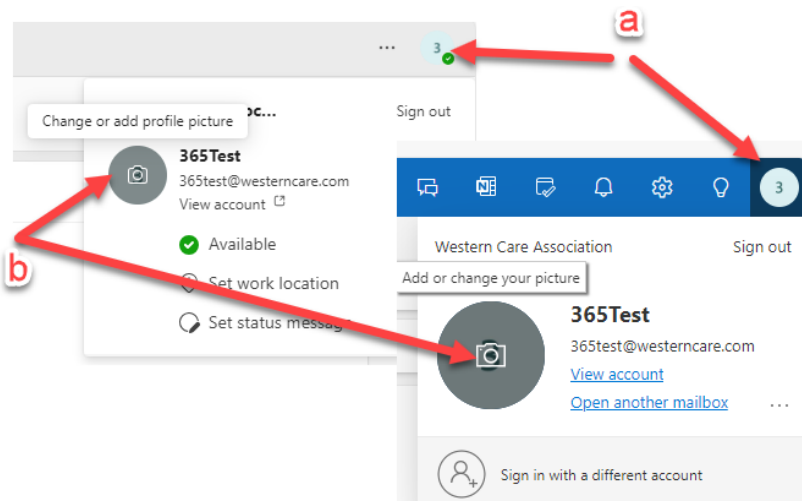 a
3
oc...
Sign out
Change or add profile picture
365Test
365test@westerncare.com
View account
Available
Set work location
Set status message
b
N
3
Western Care Association
Sign out
Add or change your picture
365Test
365test@westerncare.com
View account
Open another mailbox
...
Sign in with a different account